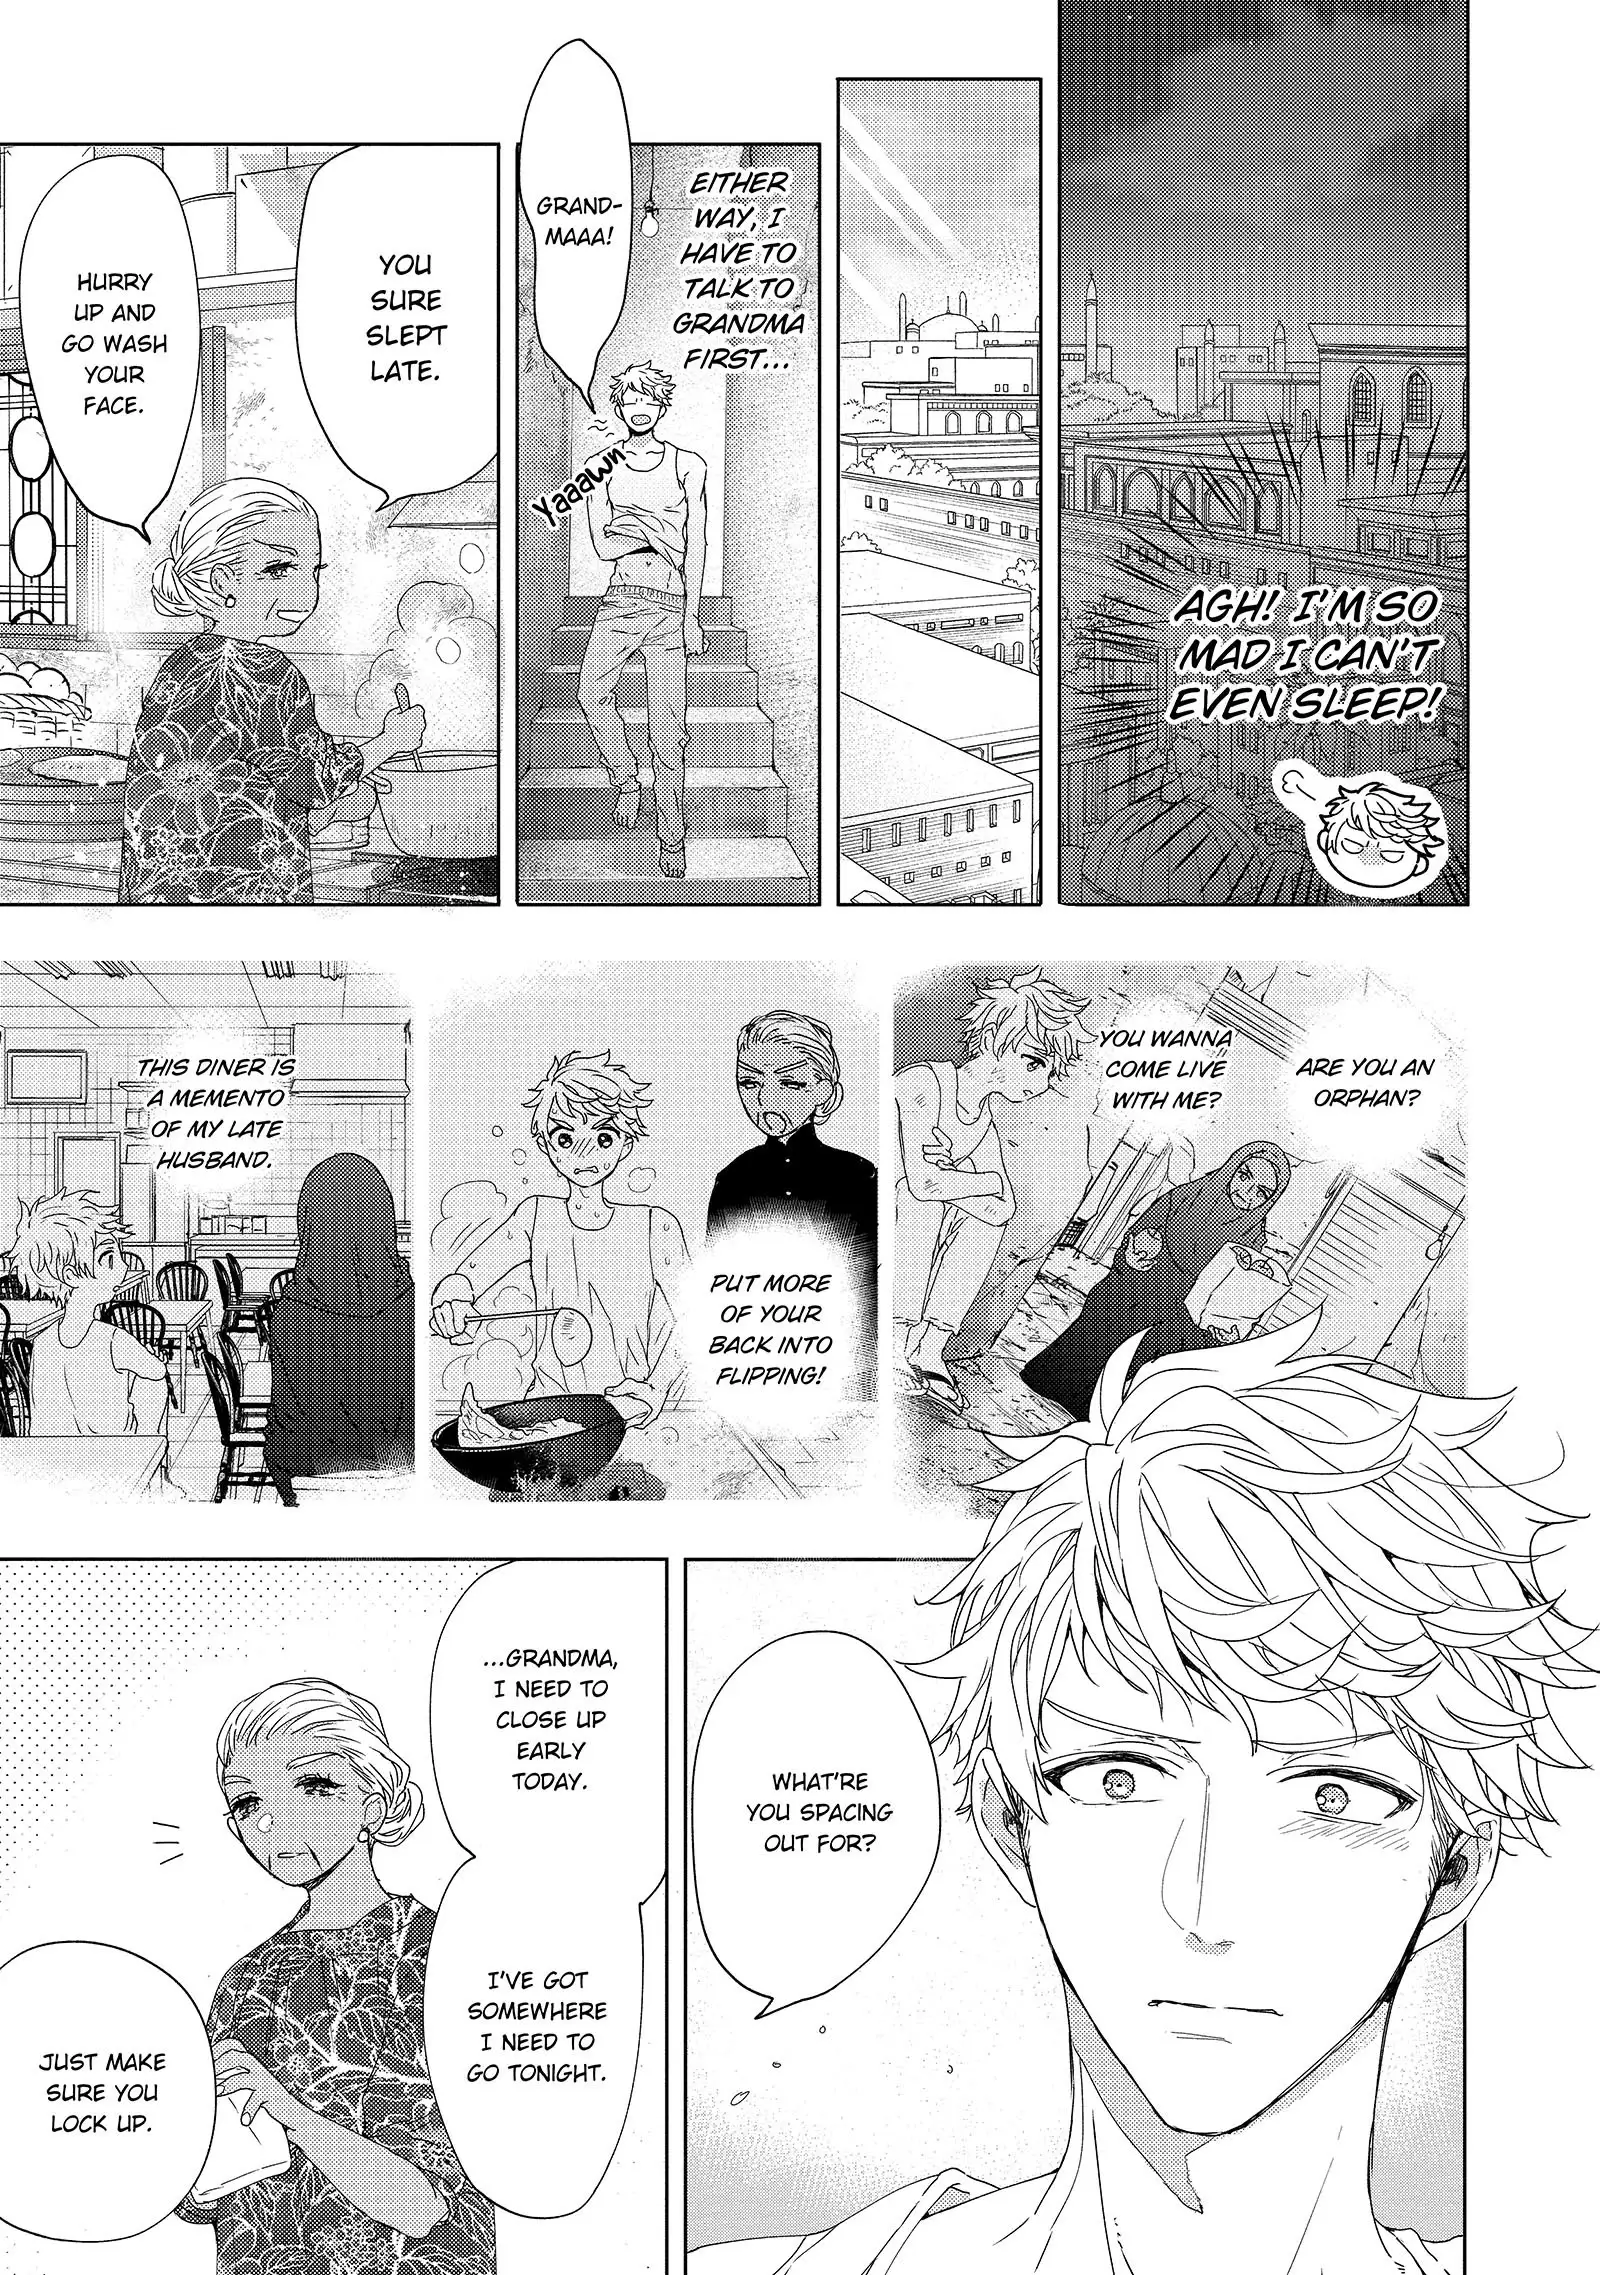 AGH! I'M SO
MAD I CAN'T
EVEN SLEEP!
EITHER
WAY, I
HAVE TO
TALK TO
GRANDMA
FIRST...
GRAND-
MAAA!
Yaaawn
YOU
SURE
SLEPT
LATE.
HURRY
UP AND
GO WASH
YOUR
FACE.
ARE YOU AN
ORPHAN?
YOU WANNA
COME LIVE
WITH ME?
PUT MORE
OF YOUR
BACK INTO
FLIPPING!
THIS DINER IS
A MEMENTO
OF MY LATE
HUSBAND.
WHAT'RE
YOU SPACING
OUT FOR?
...GRANDMA,
I NEED TO
CLOSE UP
EARLY
TODAY.
I'VE GOT
SOMEWHERE
I NEED TO
GO TONIGHT.
JUST MAKE
SURE YOU
LOCK UP.